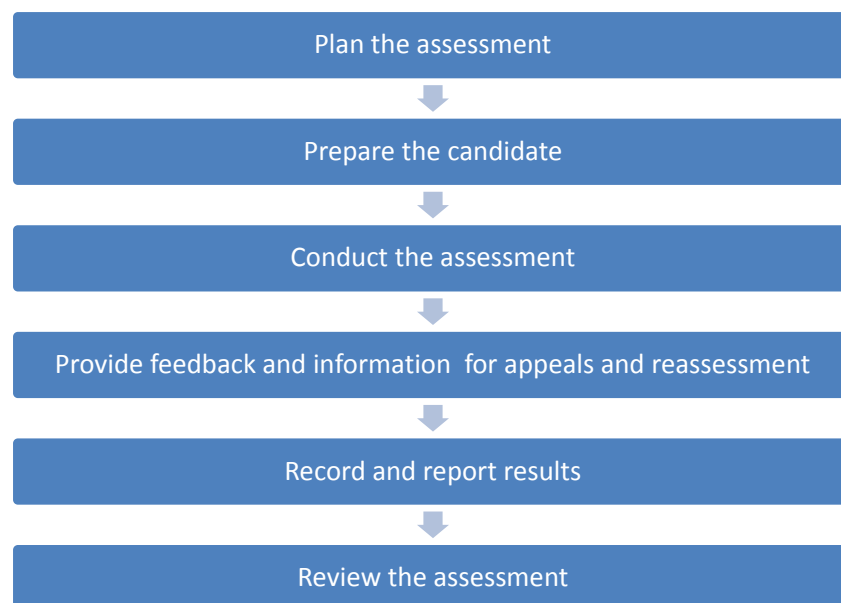 Plan the assessment
Prepare the candidate
Conduct the assessment
Provide feedback and information  for appeals and reassessment
Record and report results
Review the assessment